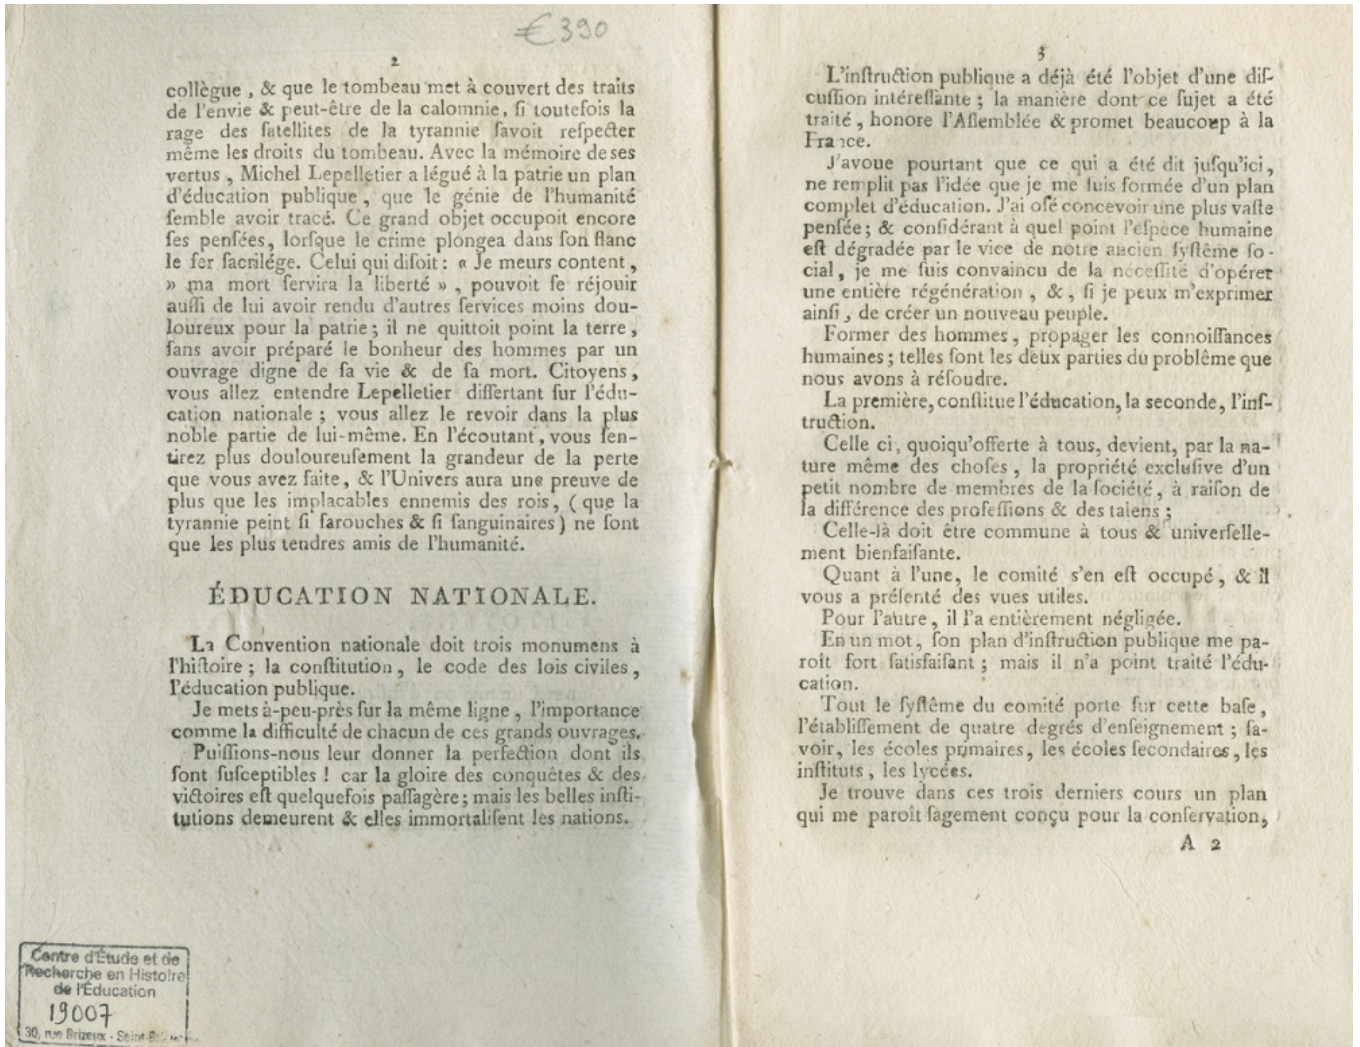 €390
2
collègue, & que le tombeau met à couvert des traits
de l'envie & peut-être de la calomnie, ſi toutefois la
rage des ſatellites de la tyrannie ſavoit reſpecter
même les droits du tombeau. Avec la mémoire de ses
vertus, Michel Lepelletier a légué à la patrie un plan
d'éducation publique, que le génie de l'humanité
ſemble avoir tracé. Ce grand objet occupoit encore
ſes penſées, lorſque le crime plongea dans ſon flanc
le fer ſacrilége. Celui qui diſoit : « Je meurs content,
» ma mort ſervira la liberté », pouvoit ſe réjouir
auſſi de lui avoir rendu d'autres ſervices moins dou-
loureux pour la patrie ; il ne quittoit point la terre,
ſans avoir préparé le bonheur des hommes par un
ouvrage digne de ſa vie & de ſa mort. Citoyens,
vous allez entendre Lepelletier diſſertant ſur l'édu-
cation nationale ; vous allez le revoir dans la plus
noble partie de lui-même. En l'écoutant, vous ſen-
tirez plus douloureuſement la grandeur de la perte
que vous avez faite, & l'Univers aura une preuve de
plus que les implacables ennemis des rois, (que la
tyrannie peint ſi farouches & ſi ſanguinaires) ne ſont
que les plus tendres amis de l'humanité.
ÉDUCATION NATIONALE.
La Convention nationale doit trois monumens à
l'hiſtoire ; la conſtitution, le code des lois civiles,
l'éducation publique.
Je mets à-peu-près ſur la même ligne, l'importance
comme la difficulté de chacun de ces grands ouvrages.
Puiſſions-nous leur donner la perfection dont ils
ſont ſuſceptibles ! car la gloire des conquêtes & des
victoires eſt quelquefois paſſagère ; mais les belles inſti-
tutions demeurent & elles immortaliſent les nations.
Centre d'Étude et de
Recherche en Histoire
de l'Éducation
19007
30, rue Brizeux - Saint-
3
L'inſtruction publique a déjà été l'objet d'une diſ-
cuſſion intéreſſante ; la manière dont ce ſujet a été
traité, honore l'Aſſemblée & promet beaucoup à la
France.
J'avoue pourtant que ce qui a été dit juſqu'ici,
ne remplit pas l'idée que je me ſuis formée d'un plan
complet d'éducation. J'ai oſé concevoir une plus vaſte
penſée ; & conſidérant à quel point l'eſpèce humaine
eſt dégradée par le vice de notre ancien ſyſtême ſo-
cial, je me ſuis convaincu de la néceſſité d'opérer
une entière régénération, &, ſi je peux m'exprimer
ainſi, de créer un nouveau peuple.
Former des hommes, propager les connoiſſances
humaines ; telles ſont les deux parties du problême que
nous avons à réſoudre.
La première, conſtitue l'éducation, la seconde, l'inſ-
truction.
Celle ci, quoiqu'offerte à tous, devient, par la na-
ture même des choſes, la propriété excluſive d'un
petit nombre de membres de la ſociété, à raiſon de
la différence des profeſſions & des talens ;
Celle-là doit être commune à tous & univerſelle-
ment bienfaiſante.
Quant à l'une, le comité s'en eſt occupé, & il
vous a préſenté des vues utiles.
Pour l'autre, il l'a entièrement négligée.
En un mot, ſon plan d'inſtruction publique me pa-
roît fort ſatisfaiſant ; mais il n'a point traité l'édu-
cation.
Tout le ſyſtême du comité porte ſur cette baſe,
l'établiſſement de quatre degrés d'enſeignement ; ſa-
voir, les écoles primaires, les écoles ſecondaires, les
inſtituts, les lycées.
Je trouve dans ces trois derniers cours un plan
qui me paroît ſagement conçu pour la conſervation,
A 2